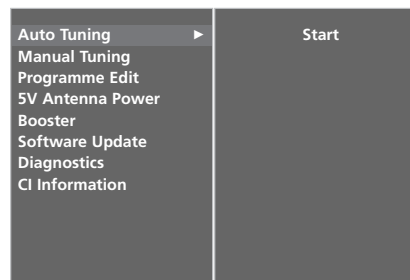 Auto Tuning ► Start
Manual Tuning
Programme Edit
5V Antenna Power
Booster
Software Update
Diagnostics
CI Information